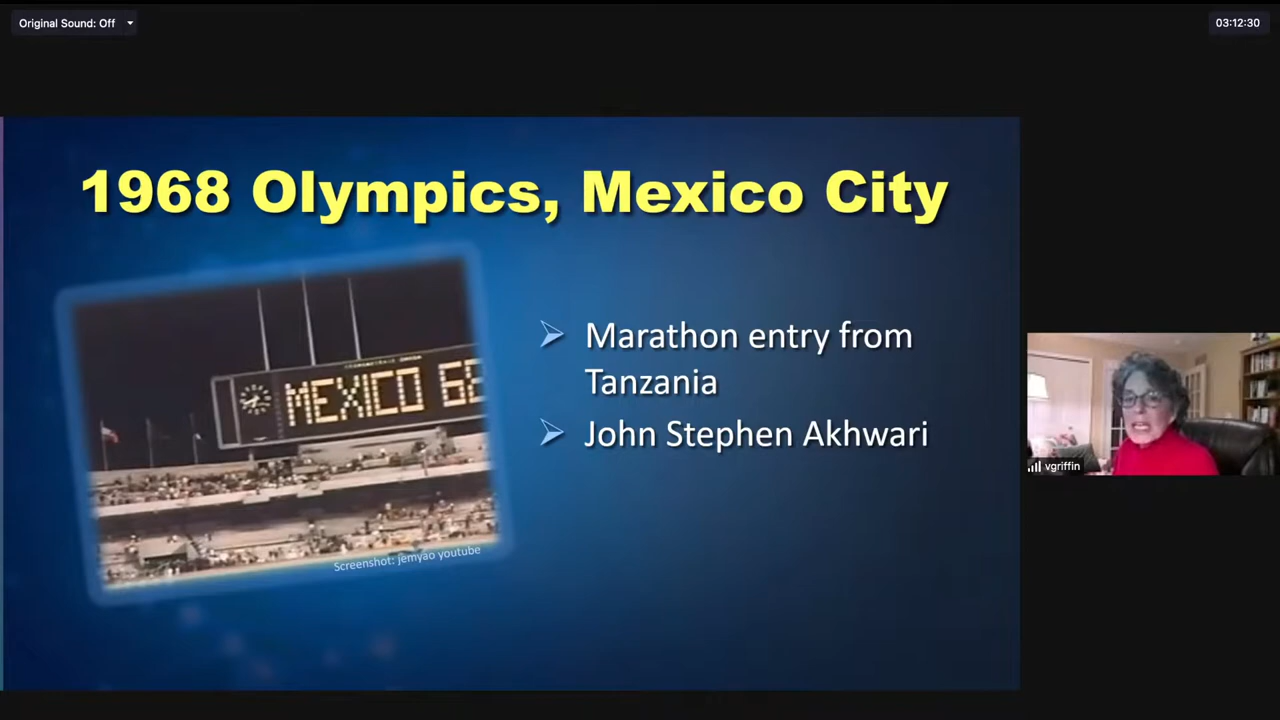 Original Sound: Off
03:12:30
1968 Olympics, Mexico City
MEXICO 68
Marathon entry from
Tanzania
John Stephen Akhwari
Screenshot: jemyao youtube
vgriffin